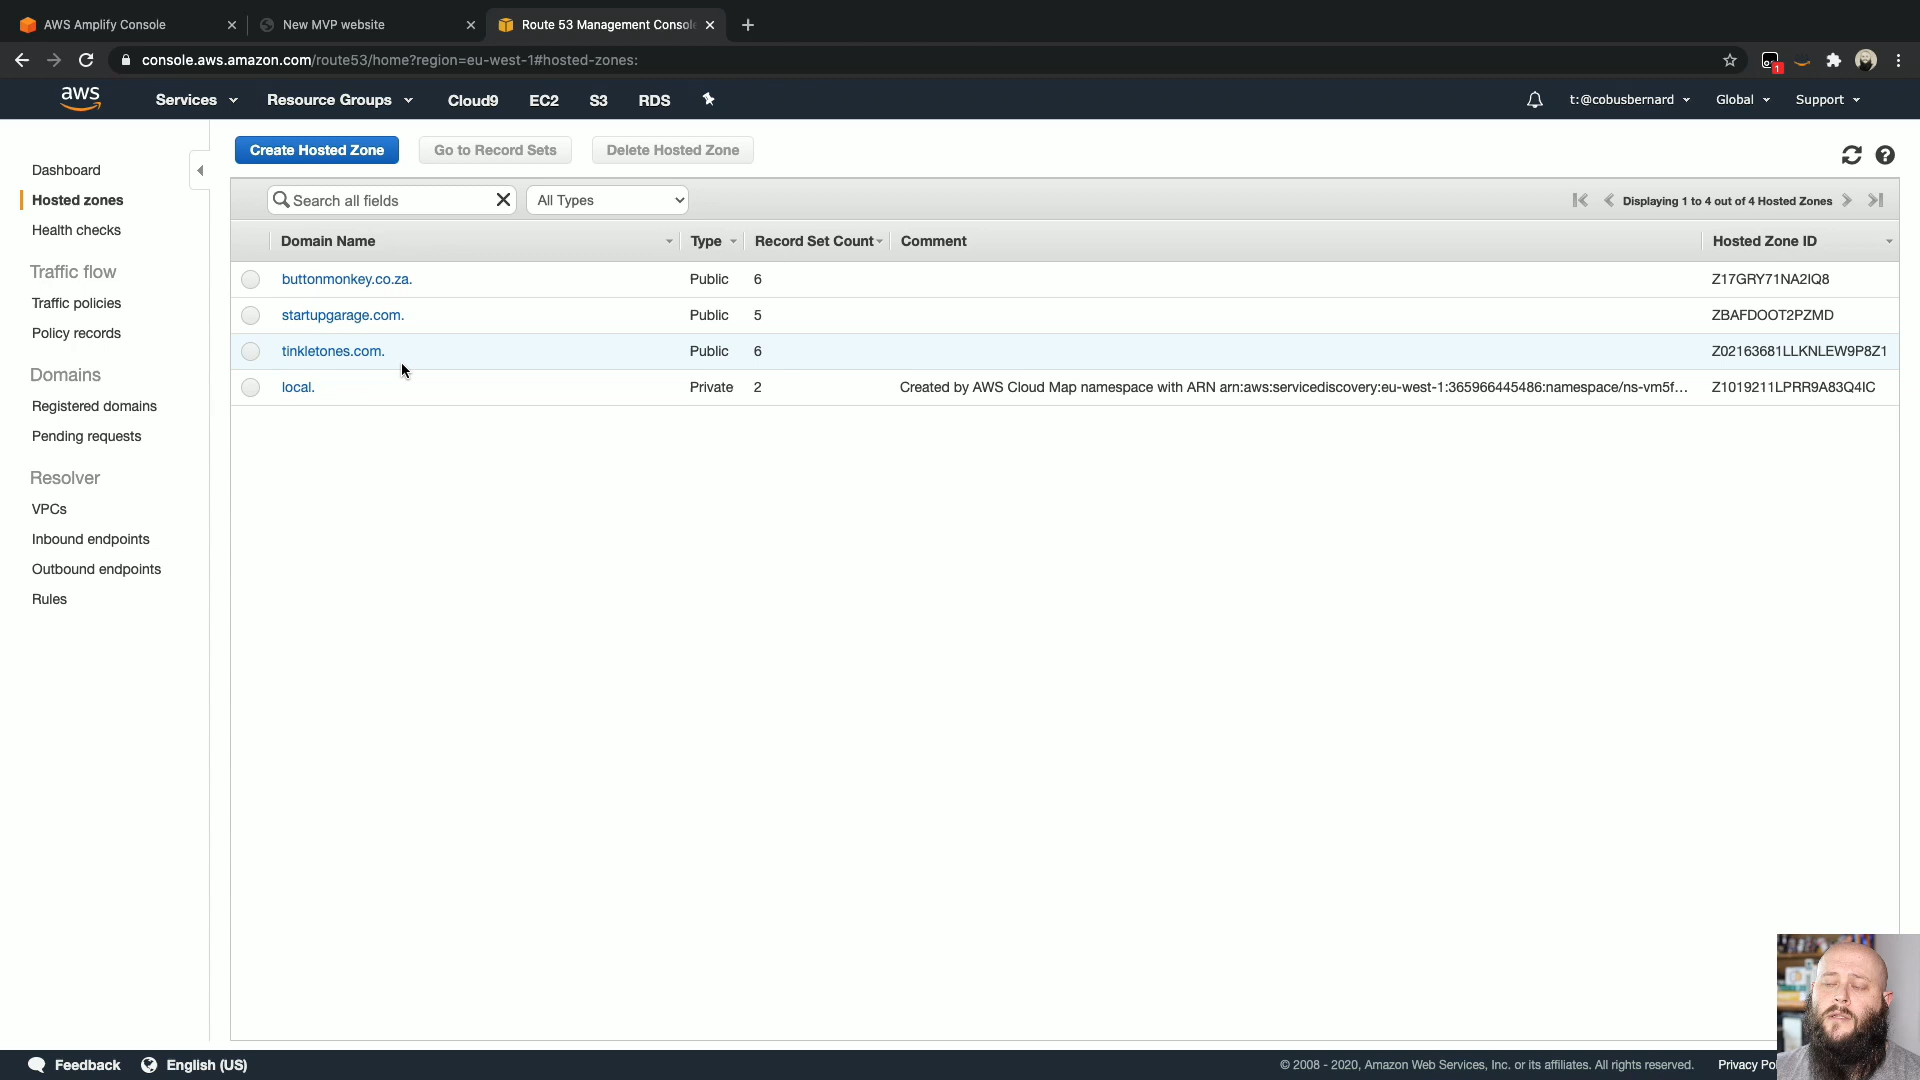 AWS Amplify Console
New MVP website
Route 53 Management Conso
console.aws.amazon.com/route53/home?region=eu-west-1#hosted-zones:
1
aws
Services
Resource Groups
Cloud9
EC2
S3
RDS
t:@cobusbernard
Global
Support
Dashboard
Hosted zones
Health checks
Traffic flow
Traffic policies
Policy records
Domains
Registered domains
Pending requests
Resolver
VPCs
Inbound endpoints
Outbound endpoints
Rules
Create Hosted Zone
Go to Record Sets
Delete Hosted Zone
Search all fields
All Types
Displaying 1 to 4 out of 4 Hosted Zones
Domain Name Type Record Set Count Comment Hosted Zone ID
buttonmonkey.co.za. Public 6 Z17GRY71NA2IQ8
startupgarage.com. Public 5 ZBAFDOOT2PZMD
tinkletones.com. Public 6 Z02163681LLKNLEW9P8Z1
local. Private 2 Created by AWS Cloud Map namespace with ARN arn:aws:servicediscovery:eu-west-1:365966445486:namespace/ns-vm5f... Z1019211LPRR9A83Q4IC
Feedback
English (US)
© 2008 - 2020, Amazon Web Services, Inc. or its affiliates. All rights reserved.
Privacy Pol